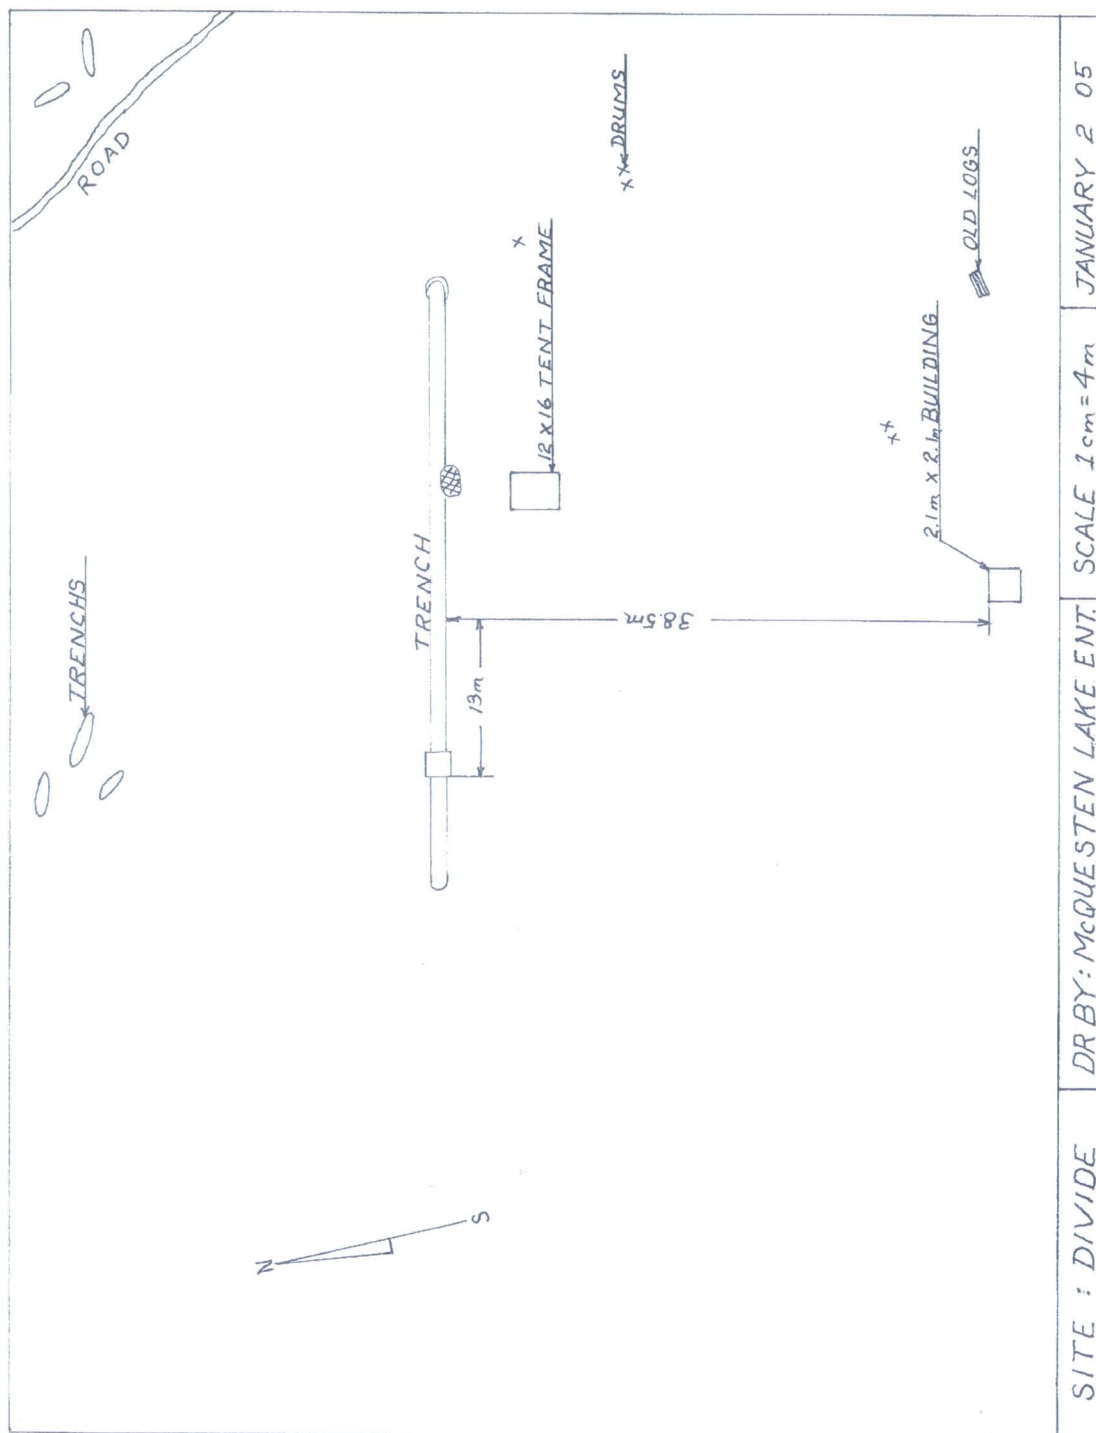 ROAD
TRENCHS
DRUMS
x x
x
12 X 16 TENT FRAME
TRENCH
13m
38.5m
x x
2.1m X 2.1m BUILDING
OLD LOGS
N
S
SITE : DIVIDE
DR BY: McQUESTEN LAKE ENT.
SCALE 1cm = 4m
JANUARY 2 05